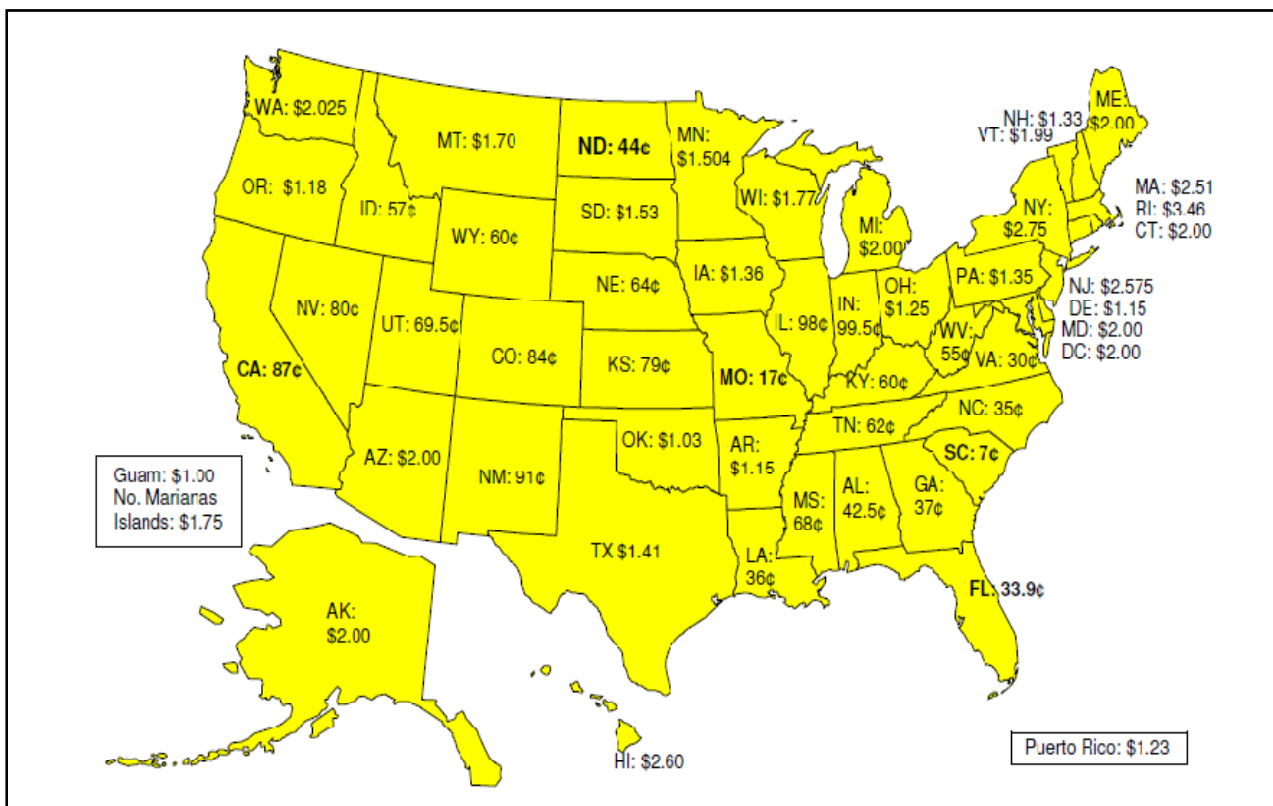 WA: $2.025
MT: $1.70
ND: 44¢
MN:
$1.504
NH: $1.33
VT: $1.99
ME:
$2.00
OR: $1.18
ID: 57¢
WY: 60¢
SD: $1.53
WI: $1.77
MI:
$2.00
NY:
$2.75
MA: $2.51
RI: $3.46
CT: $2.00
NV: 80¢
UT: 69.5¢
NE: 64¢
IA: $1.36
IL: 98¢
IN:
99.5¢
OH:
$1.25
PA: $1.35
NJ: $2.575
DE: $1.15
MD: $2.00
DC: $2.00
CA: 87¢
CO: 84¢
KS: 79¢
MO: 17¢
KY: 60¢
WV:
55¢
VA: 30¢
AZ: $2.00
NM: 91¢
OK: $1.03
AR:
$1.15
TN: 62¢
NC: 35¢
SC: 7¢
TX $1.41
LA:
36¢
MS:
68¢
AL:
42.5¢
GA:
37¢
FL: 33.9¢
Guam: $1.00
No. Marianas
Islands: $1.75
AK:
$2.00
HI: $2.60
Puerto Rico: $1.23